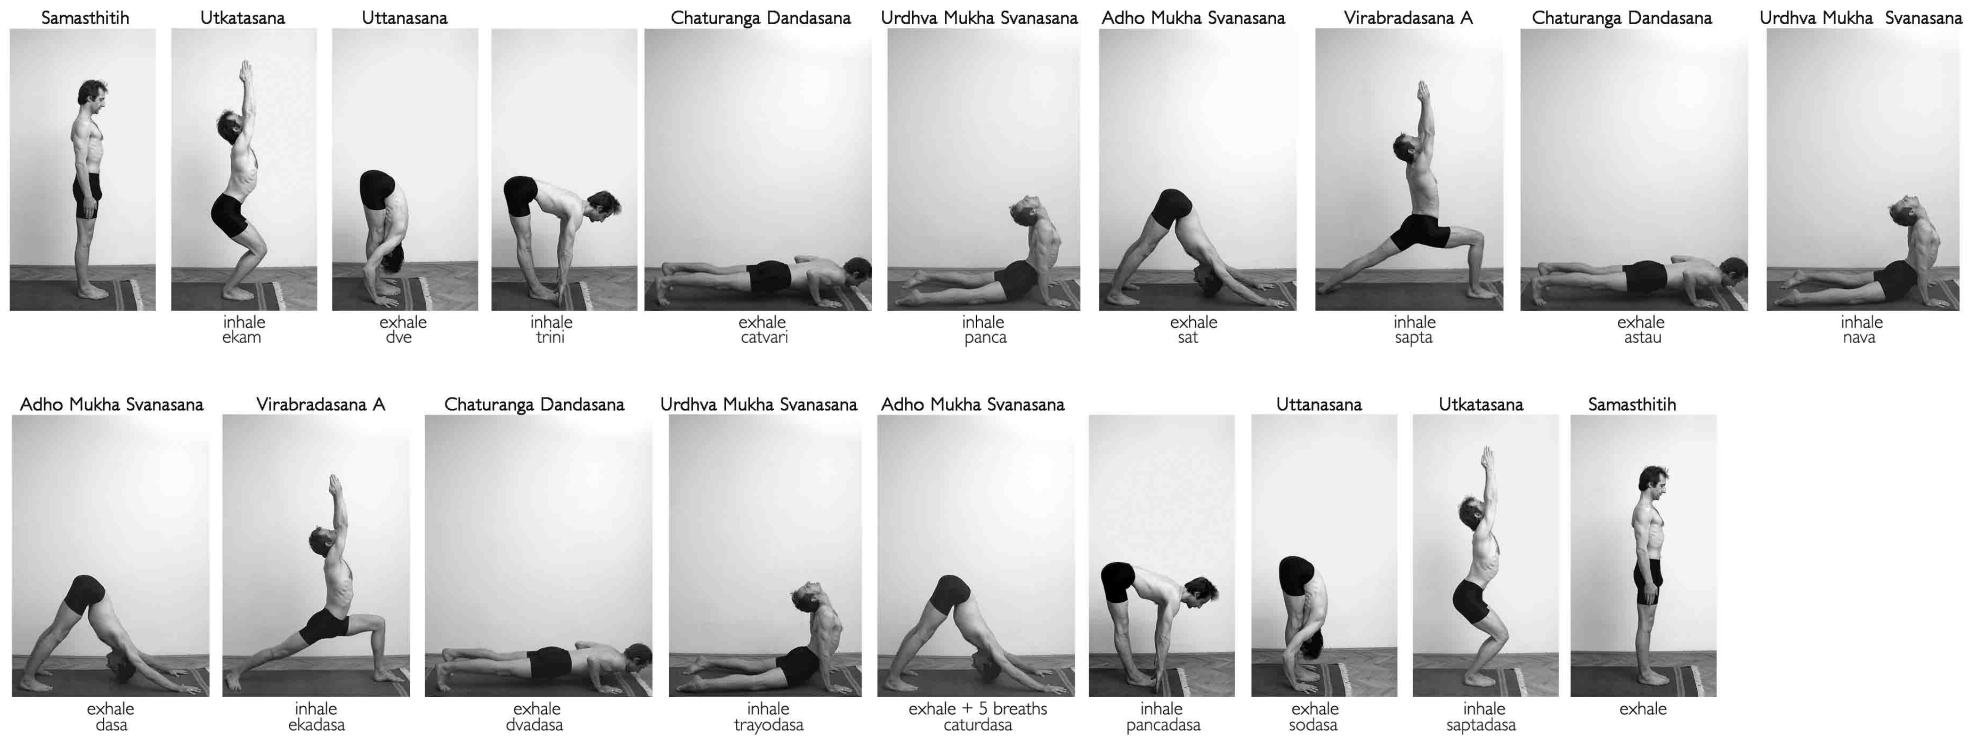 Samasthitih
Utkatasana
Uttanasana
Chaturanga Dandasana
Urdhva Mukha Svanasana
Adho Mukha Svanasana
Virabradasana A
Chaturanga Dandasana
Urdhva Mukha Svanasana
inhale
ekam
exhale
dve
inhale
trini
exhale
catvari
inhale
panca
exhale
sat
inhale
sapta
exhale
astau
inhale
nava
Adho Mukha Svanasana
Virabradasana A
Chaturanga Dandasana
Urdhva Mukha Svanasana
Adho Mukha Svanasana
Uttanasana
Utkatasana
Samasthitih
exhale
dasa
inhale
ekadasa
exhale
dvadasa
inhale
trayodasa
exhale + 5 breaths
caturdasa
inhale
pancadasa
exhale
sodasa
inhale
saptadasa
exhale